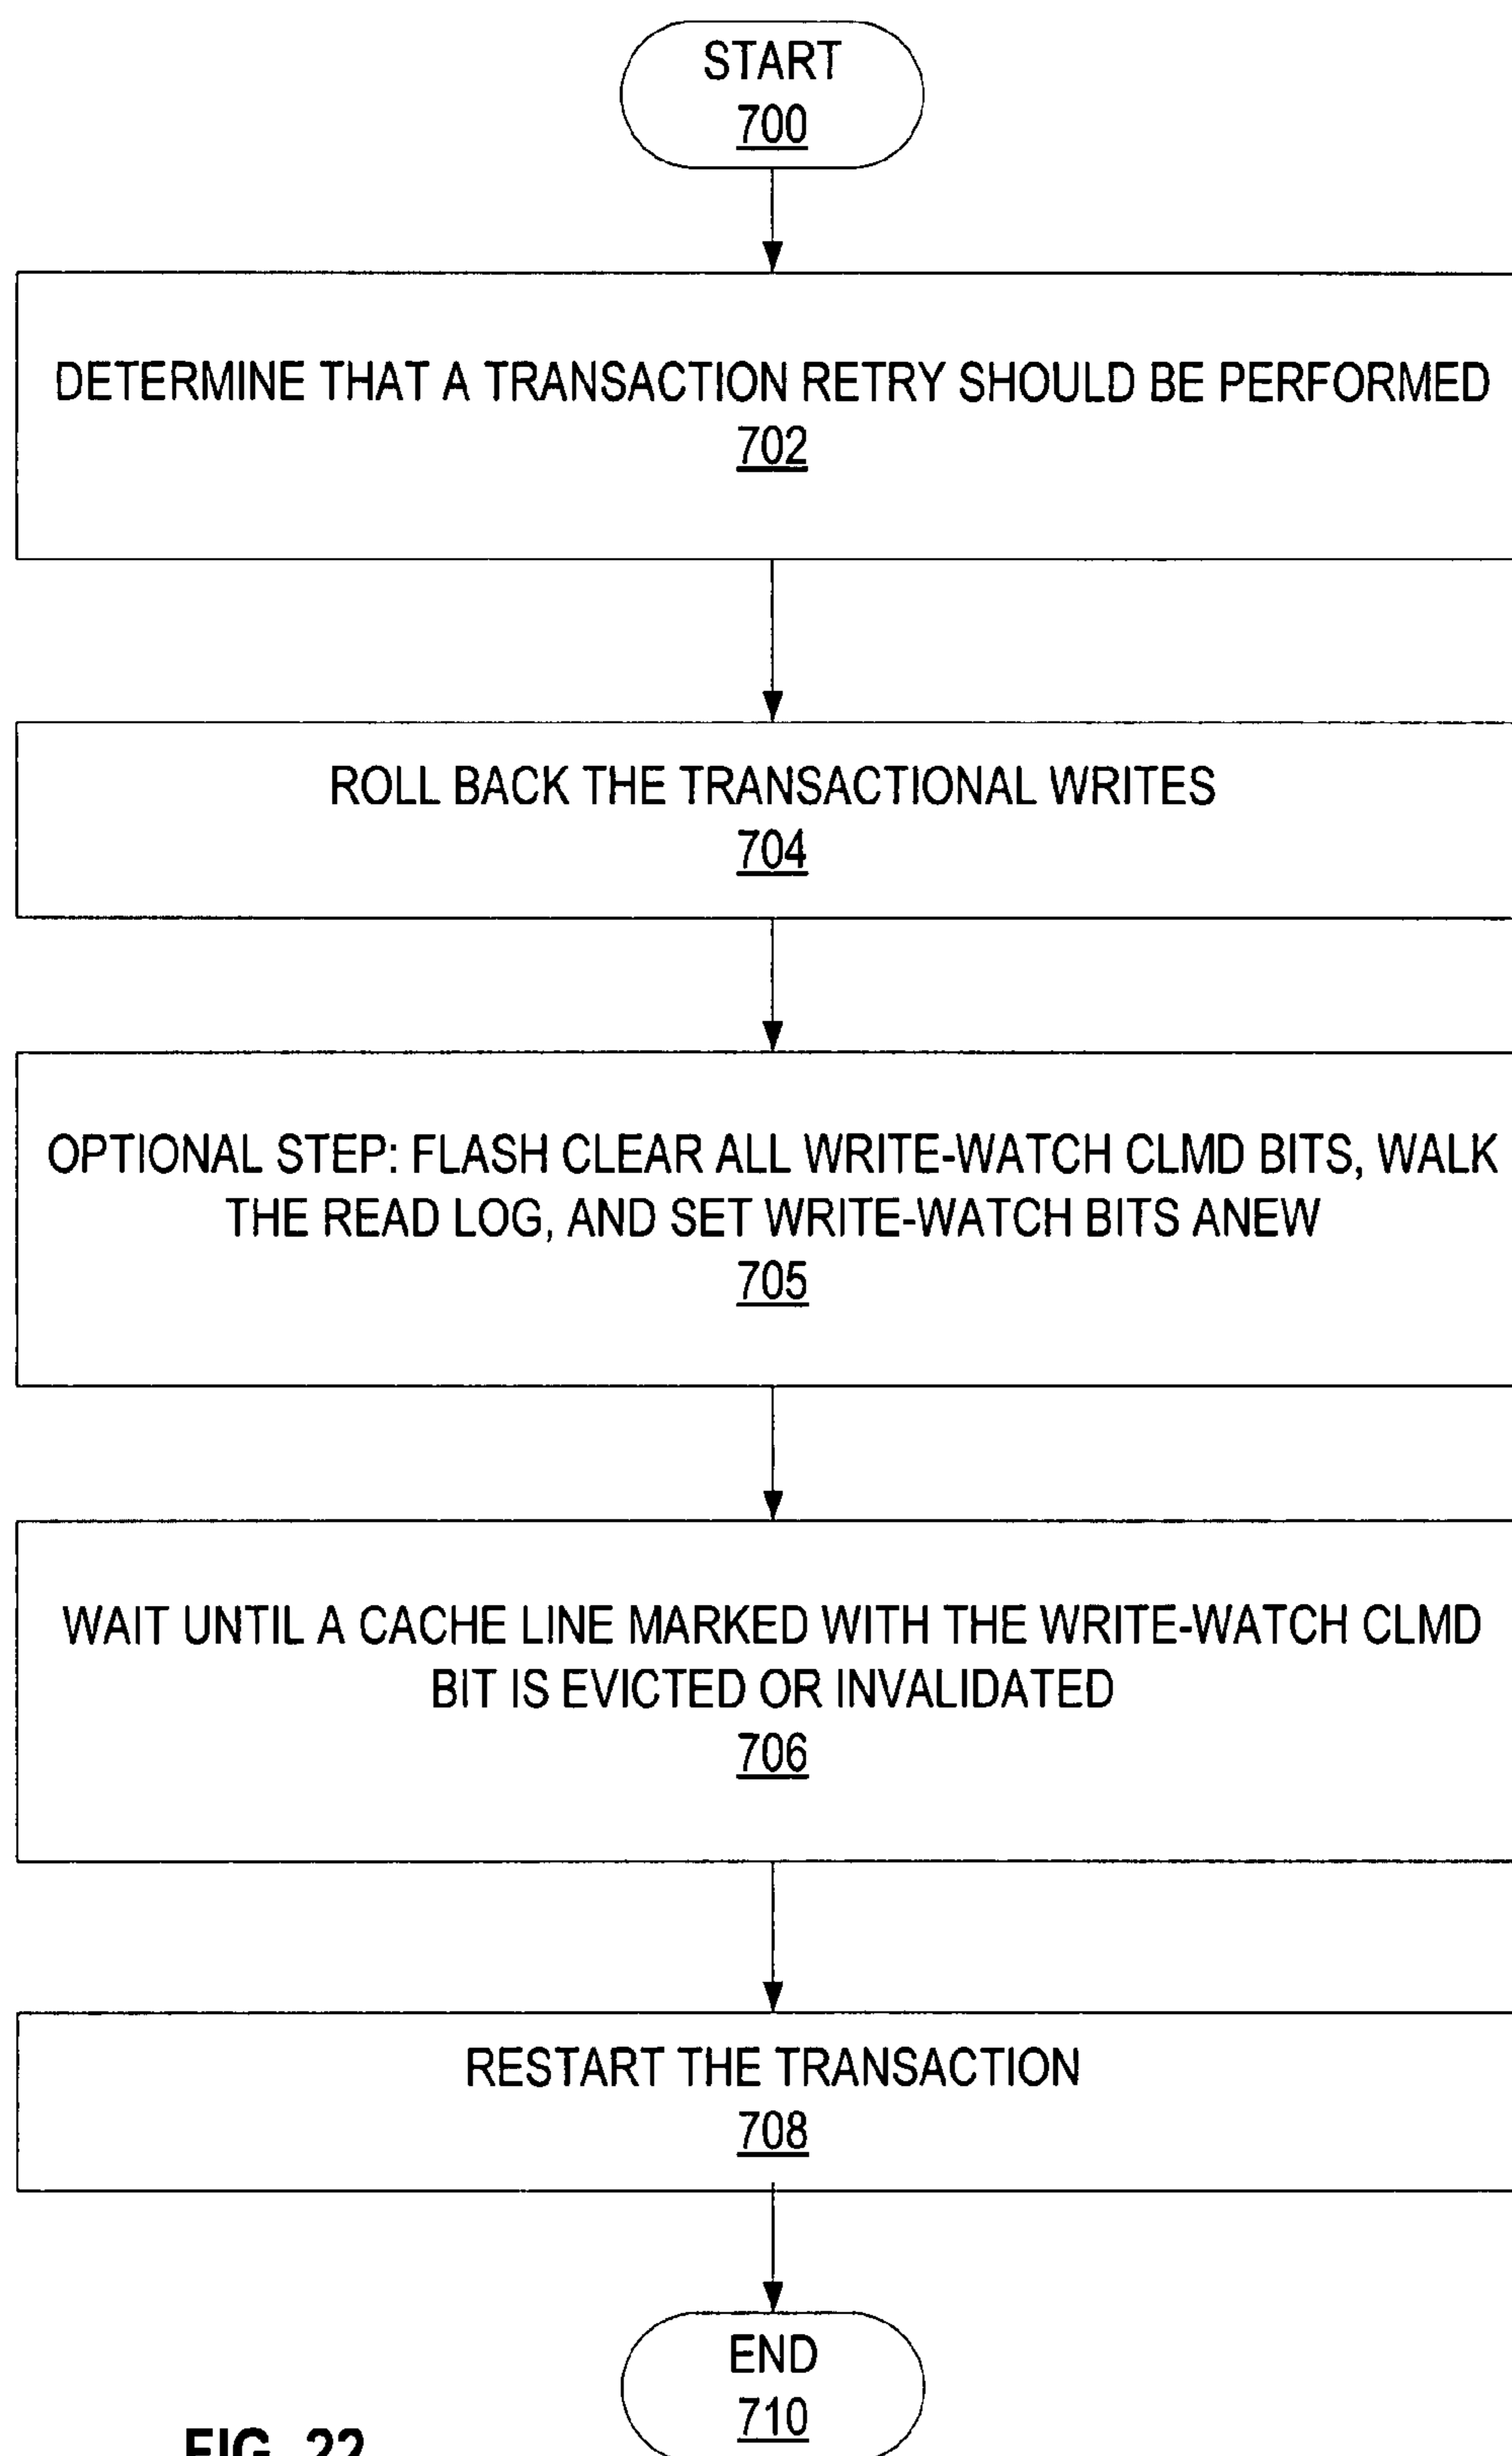 START
700
DETERMINE THAT A TRANSACTION RETRY SHOULD BE PERFORMED
702
ROLL BACK THE TRANSACTIONAL WRITES
704
OPTIONAL STEP: FLASH CLEAR ALL WRITE-WATCH CLMD BITS, WALK
THE READ LOG, AND SET WRITE-WATCH BITS ANEW
705
WAIT UNTIL A CACHE LINE MARKED WITH THE WRITE-WATCH CLMD
BIT IS EVICTED OR INVALIDATED
706
RESTART THE TRANSACTION
708
END
710
FIG. 22